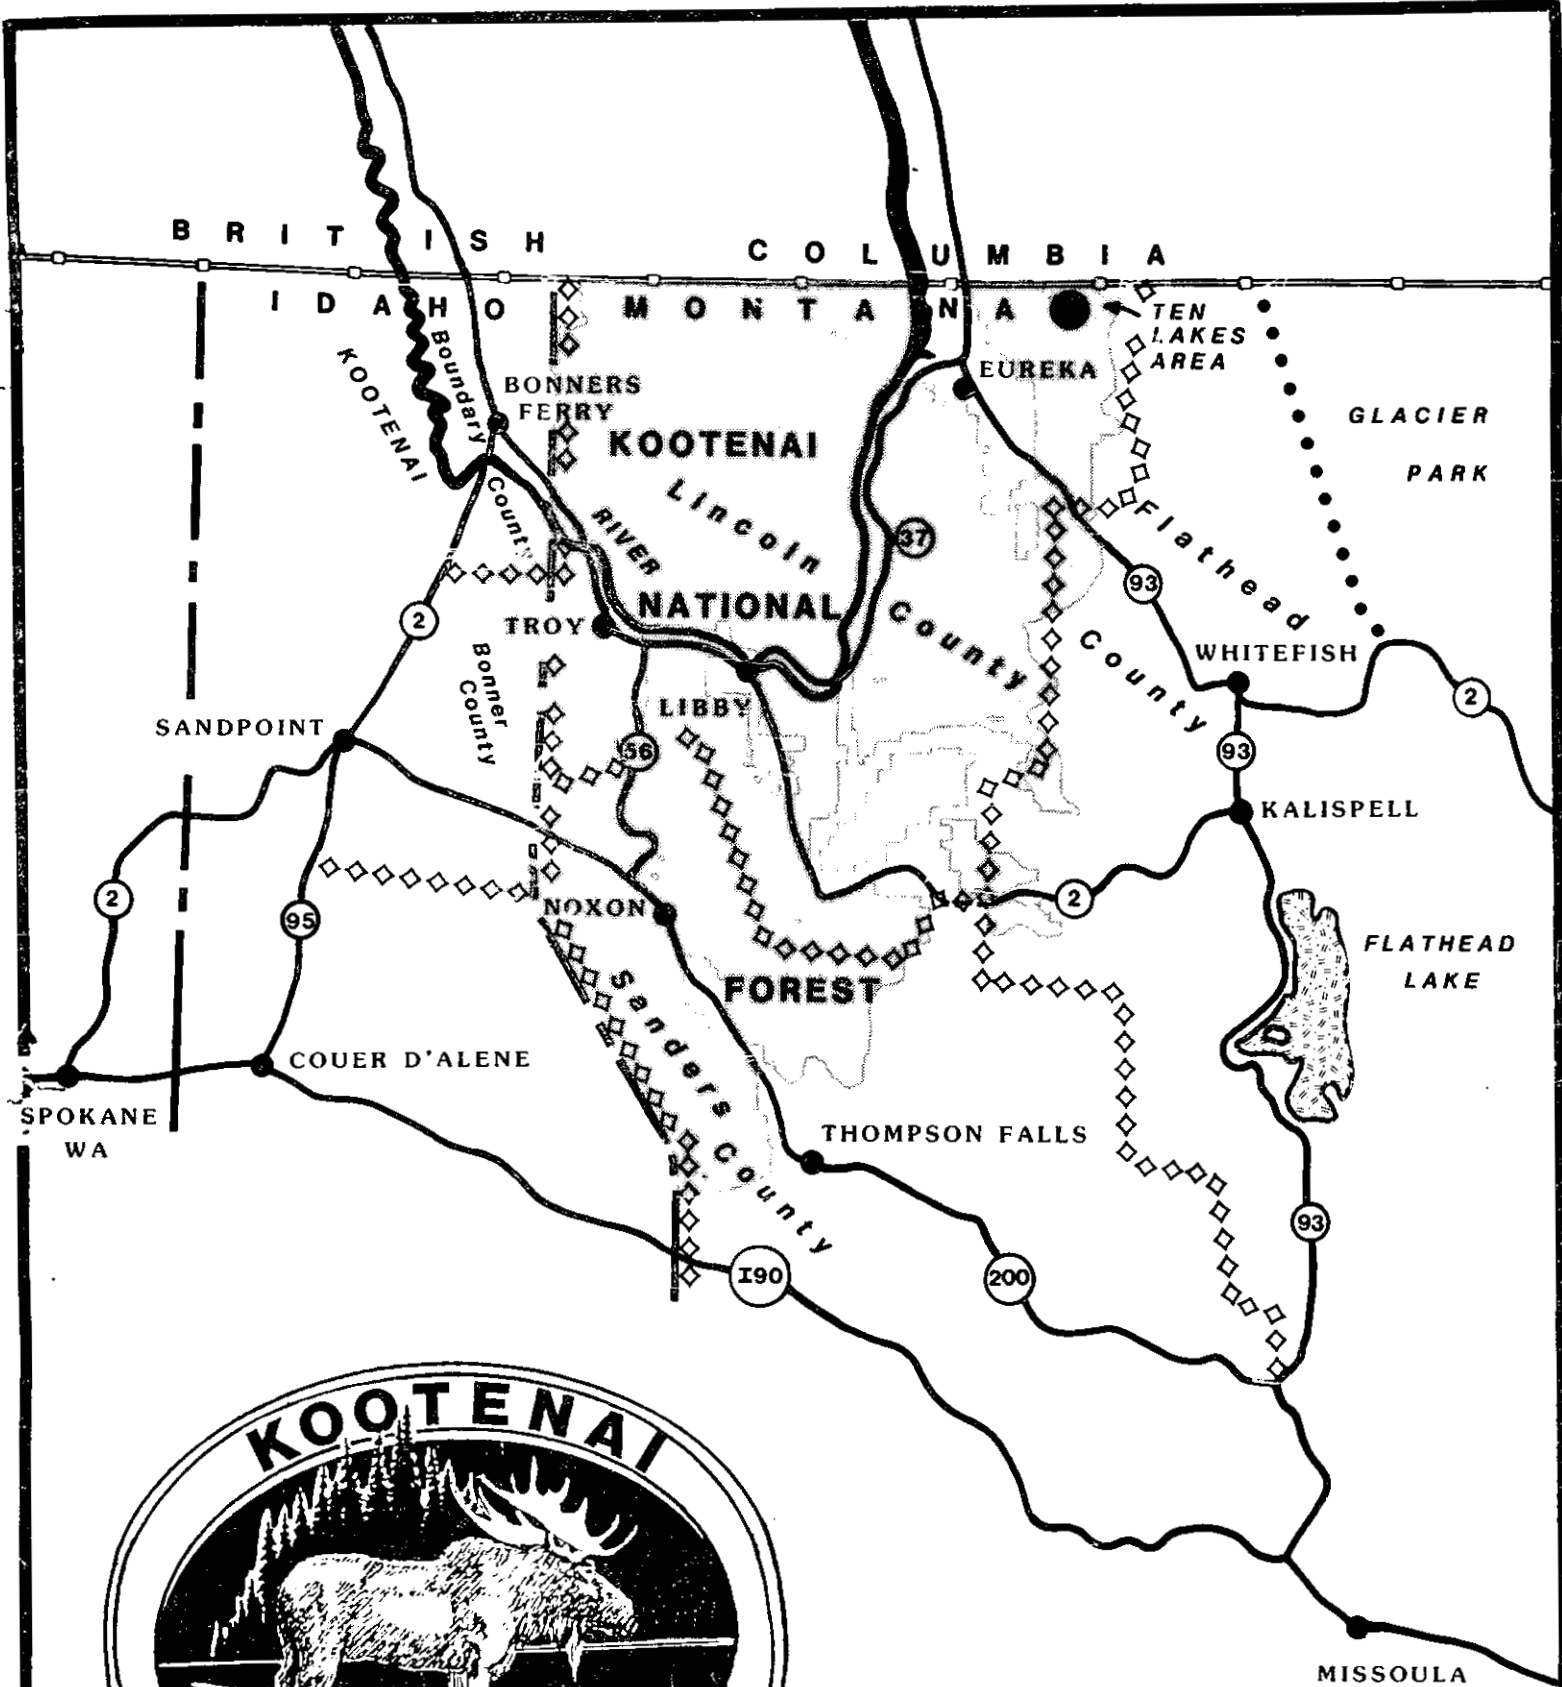 BRITISH COLUMBIA
IDAHO MONTANA
TEN
LAKES
AREA
KOOTENAI
Boundary
County
BONNERS
FERRY
EUREKA
GLACIER
PARK
KOOTENAI
Lincoln
County
RIVER
37
Flathead
County
93
2
TROY
NATIONAL
WHITEFISH
2
Bonner
County
LIBBY
SANDPOINT
56
93
KALISPELL
2
95
NOXON
2
FLATHEAD
LAKE
FOREST
Sanders
County
COUER D'ALENE
SPOKANE
WA
THOMPSON FALLS
93
I90
200
KOOTENAI
MISSOULA